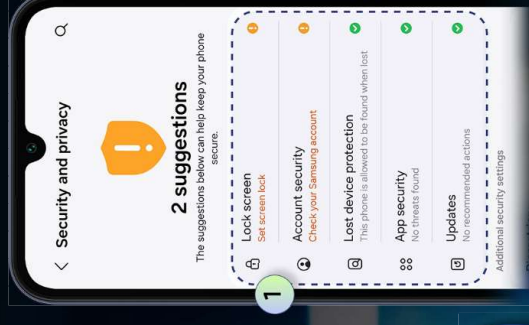 Security and privacy
2 suggestions
The suggestions below can help keep your phone
secure.
1
Lock screen
Set screen lock
Account security
Check your Samsung account
Lost device protection
This phone is allowed to be found when lost
App security
No threats found
Updates
No recommended actions
Additional security settings